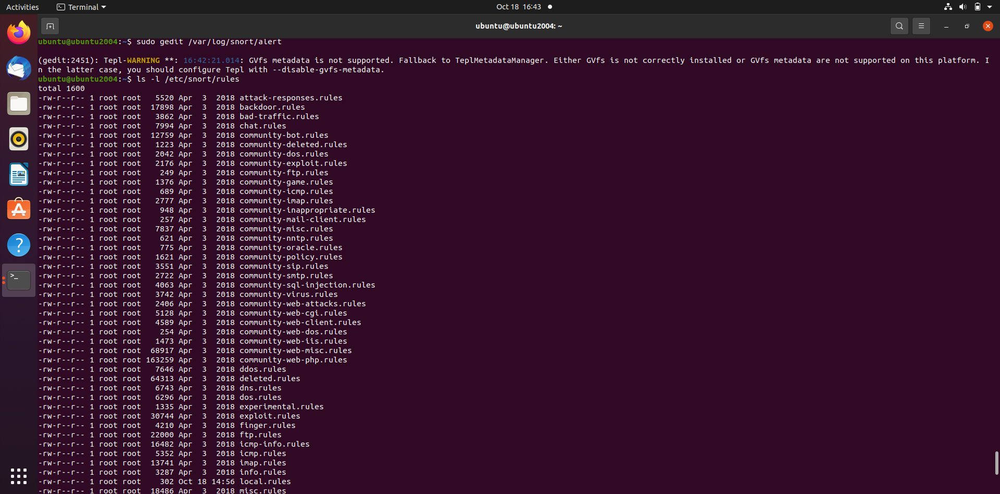 Activities
Terminal
Oct 18 16:43
ubuntu@ubuntu2004: ~
ubuntu@ubuntu2004:~$ sudo gedit /var/log/snort/alert
(gedit:2451): Tepl-WARNING **: 16:42:21.014: GVfs metadata is not supported. Fallback to TeplMetadataManager. Either GVfs is not correctly installed or GVfs metadata are not supported on this platform. I
n the latter case, you should configure Tepl with --disable-gvfs-metadata.
ubuntu@ubuntu2004:~$ ls -l /etc/snort/rules
total 1600
-rw-r--r-- 1 root root   5520 Apr  3  2018 attack-responses.rules
-rw-r--r-- 1 root root  17898 Apr  3  2018 backdoor.rules
-rw-r--r-- 1 root root   3862 Apr  3  2018 bad-traffic.rules
-rw-r--r-- 1 root root   7994 Apr  3  2018 chat.rules
-rw-r--r-- 1 root root  12759 Apr  3  2018 community-bot.rules
-rw-r--r-- 1 root root   1223 Apr  3  2018 community-deleted.rules
-rw-r--r-- 1 root root   2042 Apr  3  2018 community-dos.rules
-rw-r--r-- 1 root root   2176 Apr  3  2018 community-exploit.rules
-rw-r--r-- 1 root root    249 Apr  3  2018 community-ftp.rules
-rw-r--r-- 1 root root   1376 Apr  3  2018 community-game.rules
-rw-r--r-- 1 root root    689 Apr  3  2018 community-icmp.rules
-rw-r--r-- 1 root root   2777 Apr  3  2018 community-imap.rules
-rw-r--r-- 1 root root    948 Apr  3  2018 community-inappropriate.rules
-rw-r--r-- 1 root root    257 Apr  3  2018 community-mail-client.rules
-rw-r--r-- 1 root root   7837 Apr  3  2018 community-misc.rules
-rw-r--r-- 1 root root    621 Apr  3  2018 community-nntp.rules
-rw-r--r-- 1 root root    775 Apr  3  2018 community-oracle.rules
-rw-r--r-- 1 root root   1621 Apr  3  2018 community-policy.rules
-rw-r--r-- 1 root root   3551 Apr  3  2018 community-sip.rules
-rw-r--r-- 1 root root   2722 Apr  3  2018 community-smtp.rules
-rw-r--r-- 1 root root   4063 Apr  3  2018 community-sql-injection.rules
-rw-r--r-- 1 root root   3742 Apr  3  2018 community-virus.rules
-rw-r--r-- 1 root root   2406 Apr  3  2018 community-web-attacks.rules
-rw-r--r-- 1 root root   5128 Apr  3  2018 community-web-cgi.rules
-rw-r--r-- 1 root root   4589 Apr  3  2018 community-web-client.rules
-rw-r--r-- 1 root root    254 Apr  3  2018 community-web-dos.rules
-rw-r--r-- 1 root root   1473 Apr  3  2018 community-web-iis.rules
-rw-r--r-- 1 root root  68917 Apr  3  2018 community-web-misc.rules
-rw-r--r-- 1 root root 163259 Apr  3  2018 community-web-php.rules
-rw-r--r-- 1 root root   7646 Apr  3  2018 ddos.rules
-rw-r--r-- 1 root root  64313 Apr  3  2018 deleted.rules
-rw-r--r-- 1 root root   6743 Apr  3  2018 dns.rules
-rw-r--r-- 1 root root   6296 Apr  3  2018 dos.rules
-rw-r--r-- 1 root root   1335 Apr  3  2018 experimental.rules
-rw-r--r-- 1 root root  30744 Apr  3  2018 exploit.rules
-rw-r--r-- 1 root root   4210 Apr  3  2018 finger.rules
-rw-r--r-- 1 root root  22000 Apr  3  2018 ftp.rules
-rw-r--r-- 1 root root  16482 Apr  3  2018 icmp-info.rules
-rw-r--r-- 1 root root   5352 Apr  3  2018 icmp.rules
-rw-r--r-- 1 root root  13741 Apr  3  2018 imap.rules
-rw-r--r-- 1 root root   3287 Apr  3  2018 info.rules
-rw-r--r-- 1 root root    302 Oct 18 14:56 local.rules
-rw-r--r-- 1 root root  18486 Apr  3  2018 misc.rules